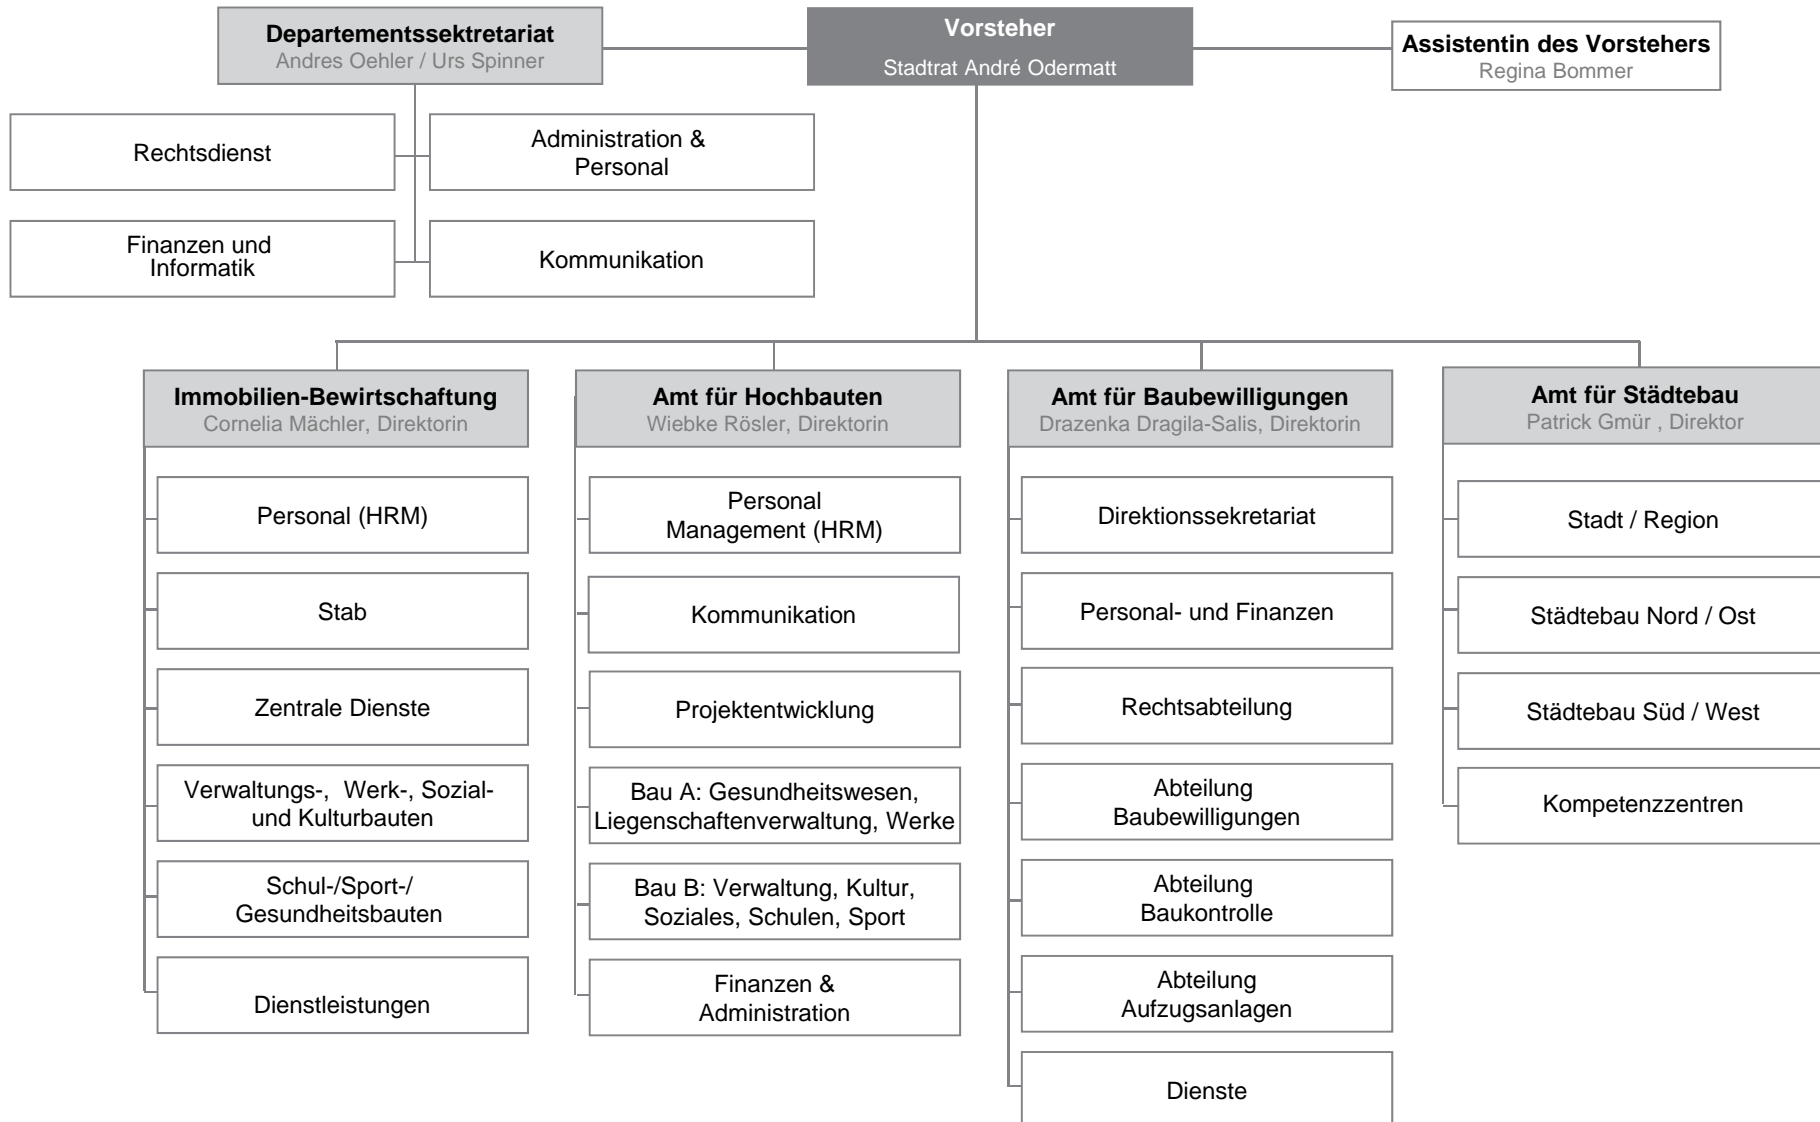 Departementssektretariat
Andres Oehler / Urs Spinner
Vorsteher
Stadtrat André Odermatt
Assistentin des Vorstehers
Regina Bommer
Rechtsdienst
Administration &
Personal
Finanzen und
Informatik
Kommunikation
Immobilien-Bewirtschaftung
Cornelia Mächler, Direktorin
Personal (HRM)
Stab
Zentrale Dienste
Verwaltungs-, Werk-, Sozial-
und Kulturbauten
Schul-/Sport-/
Gesundheitsbauten
Dienstleistungen
Amt für Hochbauten
Wiebke Rösler, Direktorin
Personal
Management (HRM)
Kommunikation
Projektentwicklung
Bau A: Gesundheitswesen,
Liegenschaftenverwaltung, Werke
Bau B: Verwaltung, Kultur,
Soziales, Schulen, Sport
Finanzen &
Administration
Amt für Baubewilligungen
Drazenka Dragila-Salis, Direktorin
Direktionssekretariat
Personal- und Finanzen
Rechtsabteilung
Abteilung
Baubewilligungen
Abteilung
Baukontrolle
Abteilung
Aufzugsanlagen
Dienste
Amt für Städtebau
Patrick Gmür , Direktor
Stadt / Region
Städtebau Nord / Ost
Städtebau Süd / West
Kompetenzzentren